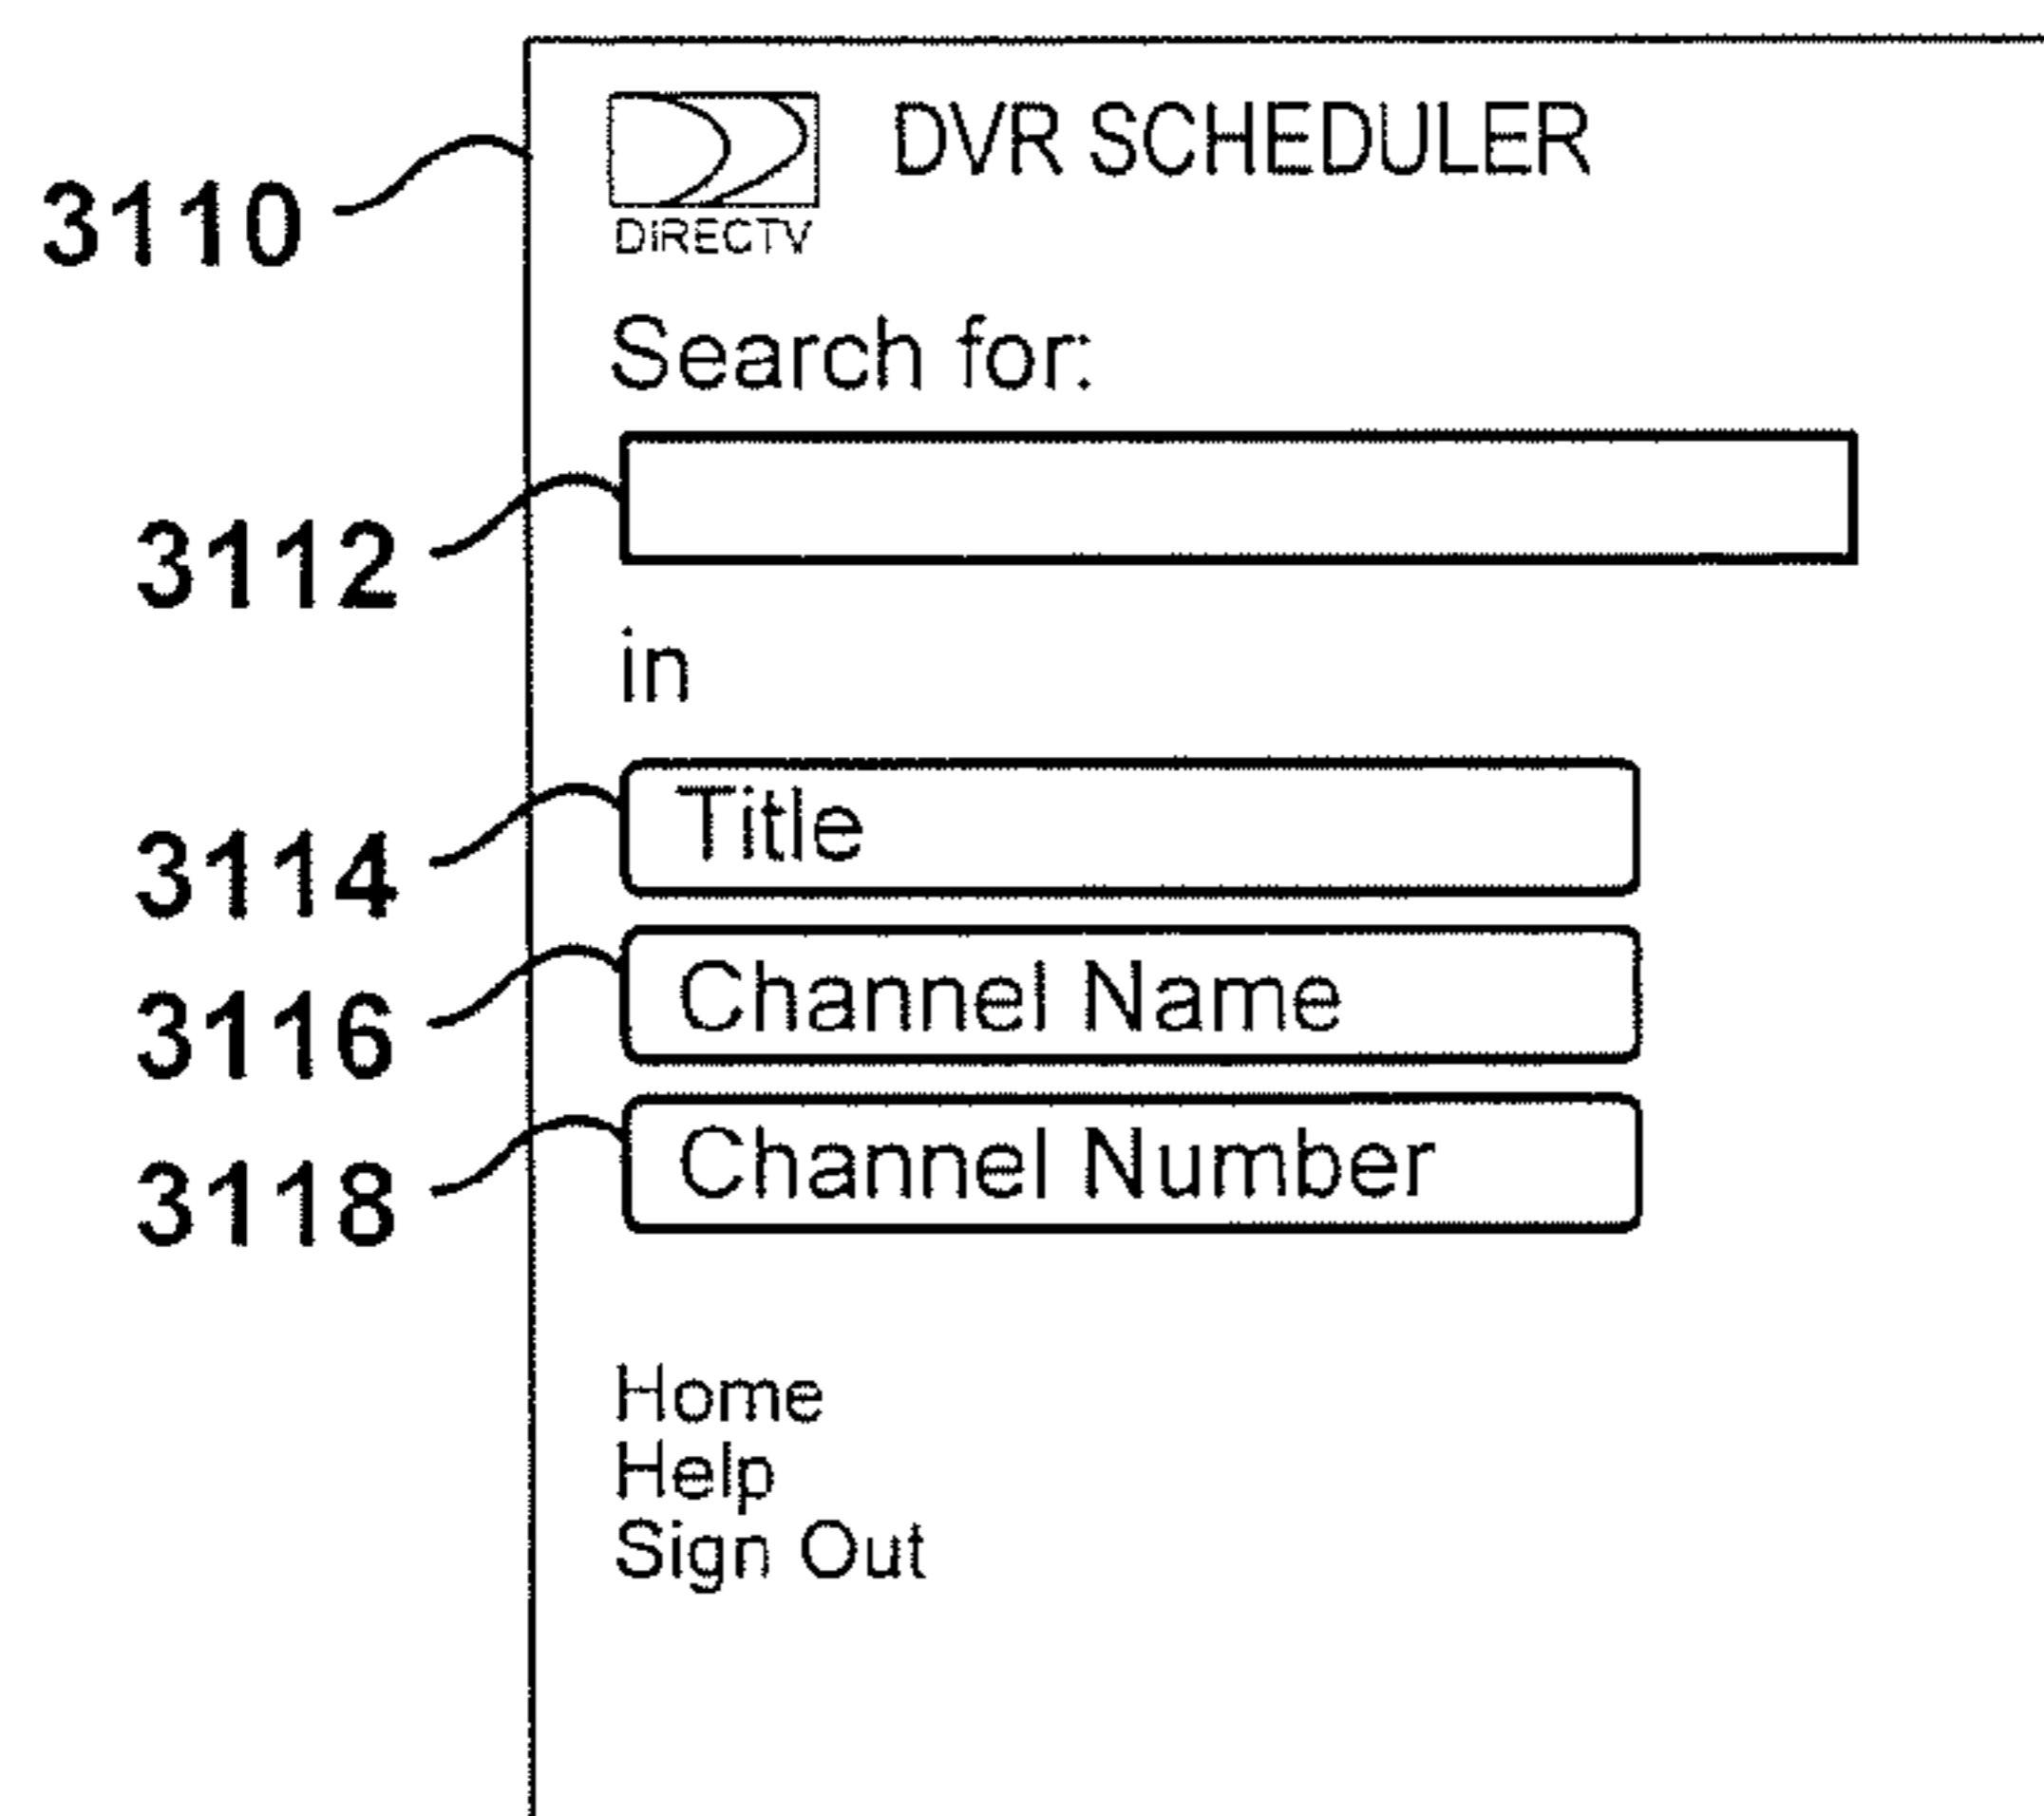 DVR SCHEDULER
3110
DIRECTV
Search for:
3112
in
3114 Title
3116 Channel Name
3118 Channel Number
Home
Help
Sign Out